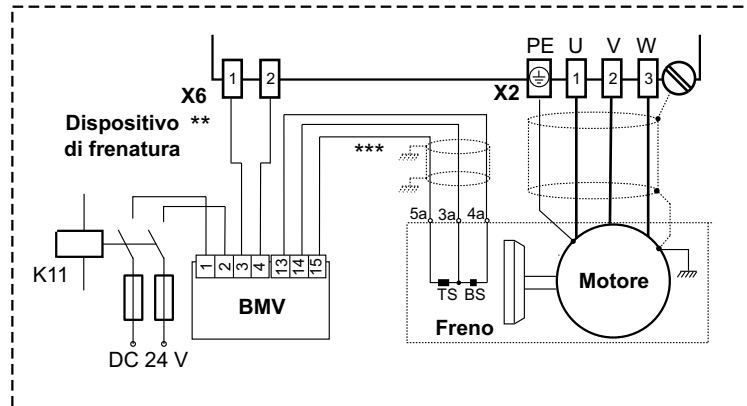 PE U V W
1 2 1 2 3
X6 X2
Dispositivo **
di frenatura
***
5a 3a 4a
K11
1 2 3 4 13 14 15
BMV
TS BS
Motore
Freno
DC 24 V